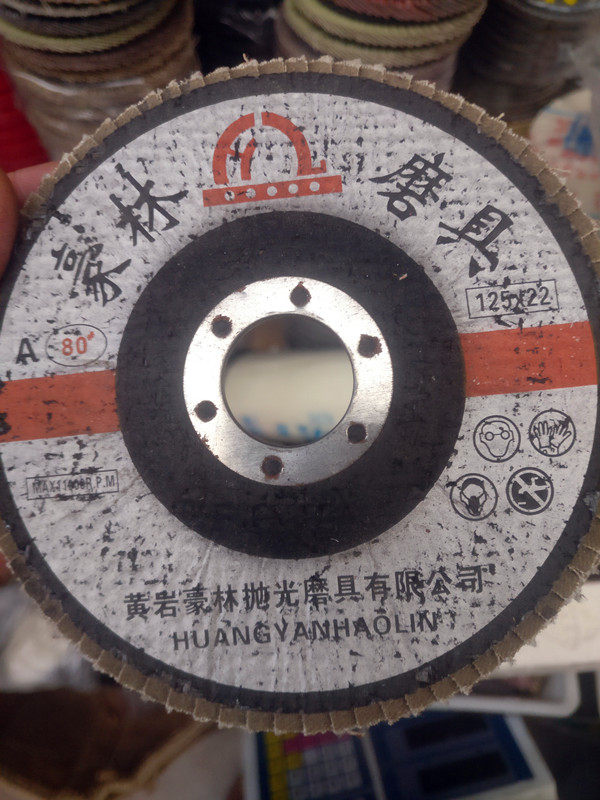 豪林 磨具
125x22
A 80#
MAX11000R.P.M
黄岩豪林抛光磨具有限公司
HUANGYANHAOLIN